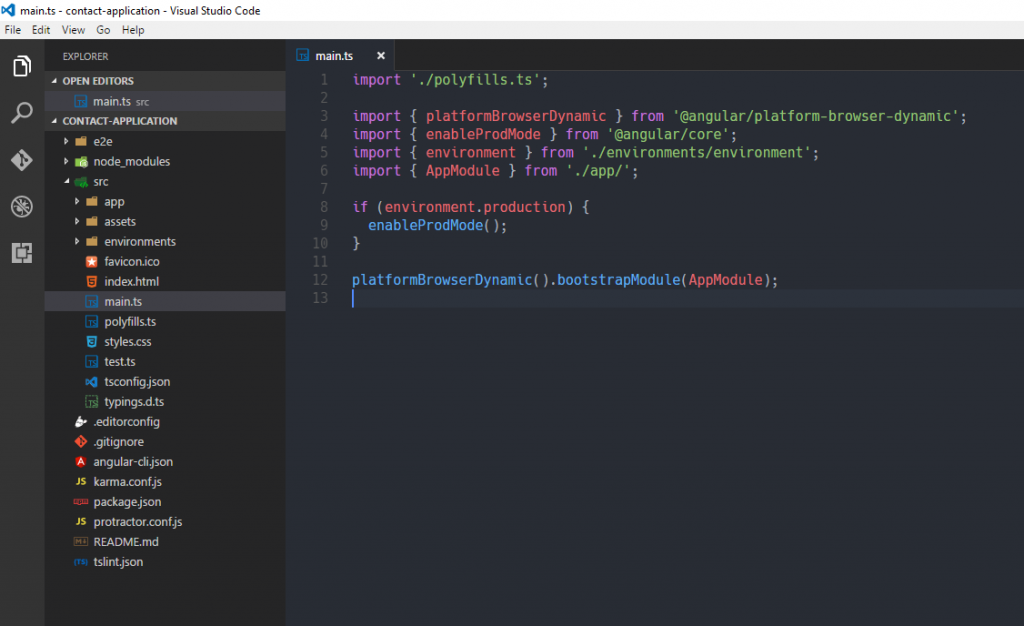 main.ts - contact-application - Visual Studio Code
File Edit View Go Help
EXPLORER
OPEN EDITORS
main.ts src
CONTACT-APPLICATION
e2e
node_modules
src
app
assets
environments
favicon.ico
index.html
main.ts
polyfills.ts
styles.css
test.ts
tsconfig.json
typings.d.ts
.editorconfig
.gitignore
angular-cli.json
JS karma.conf.js
package.json
JS protractor.conf.js
README.md
tslint.json
main.ts
1 import './polyfills.ts';
2
3 import { platformBrowserDynamic } from '@angular/platform-browser-dynamic';
4 import { enableProdMode } from '@angular/core';
5 import { environment } from './environments/environment';
6 import { AppModule } from './app/';
7
8 if (environment.production) {
9   enableProdMode();
10 }
11
12 platformBrowserDynamic().bootstrapModule(AppModule);
13